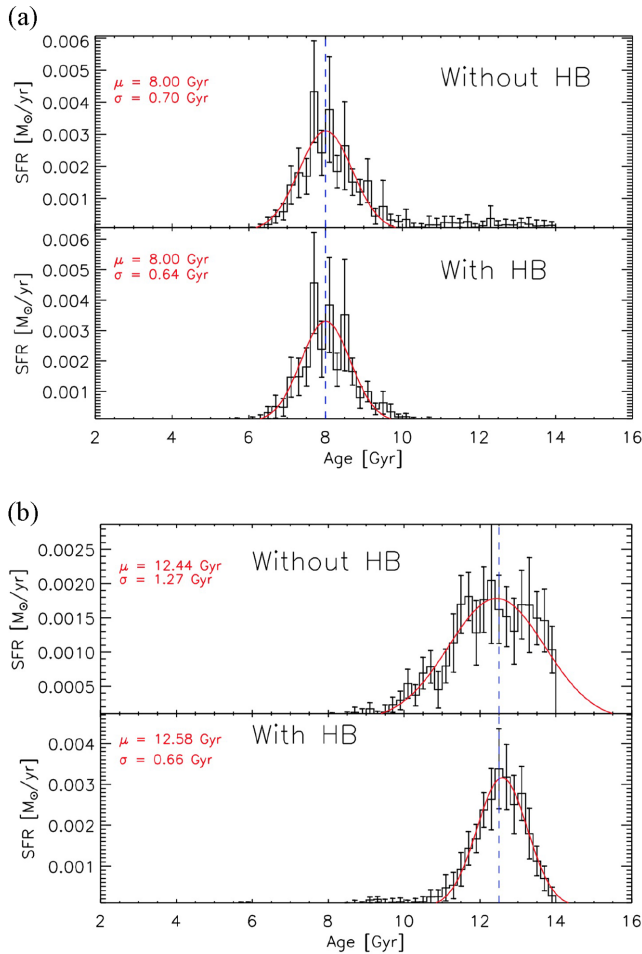 (a)
0.006
0.005
0.004
0.003
0.002
0.001
SFR [M⊙/yr]
μ = 8.00 Gyr
σ = 0.70 Gyr
Without HB
0.006
0.005
0.004
0.003
0.002
0.001
SFR [M⊙/yr]
μ = 8.00 Gyr
σ = 0.64 Gyr
With HB
2 4 6 8 10 12 14 16
Age [Gyr]
(b)
0.0025
0.0020
0.0015
0.0010
0.0005
SFR [M⊙/yr]
μ = 12.44 Gyr
σ = 1.27 Gyr
Without HB
0.004
0.003
0.002
0.001
SFR [M⊙/yr]
μ = 12.58 Gyr
σ = 0.66 Gyr
With HB
2 4 6 8 10 12 14 16
Age [Gyr]